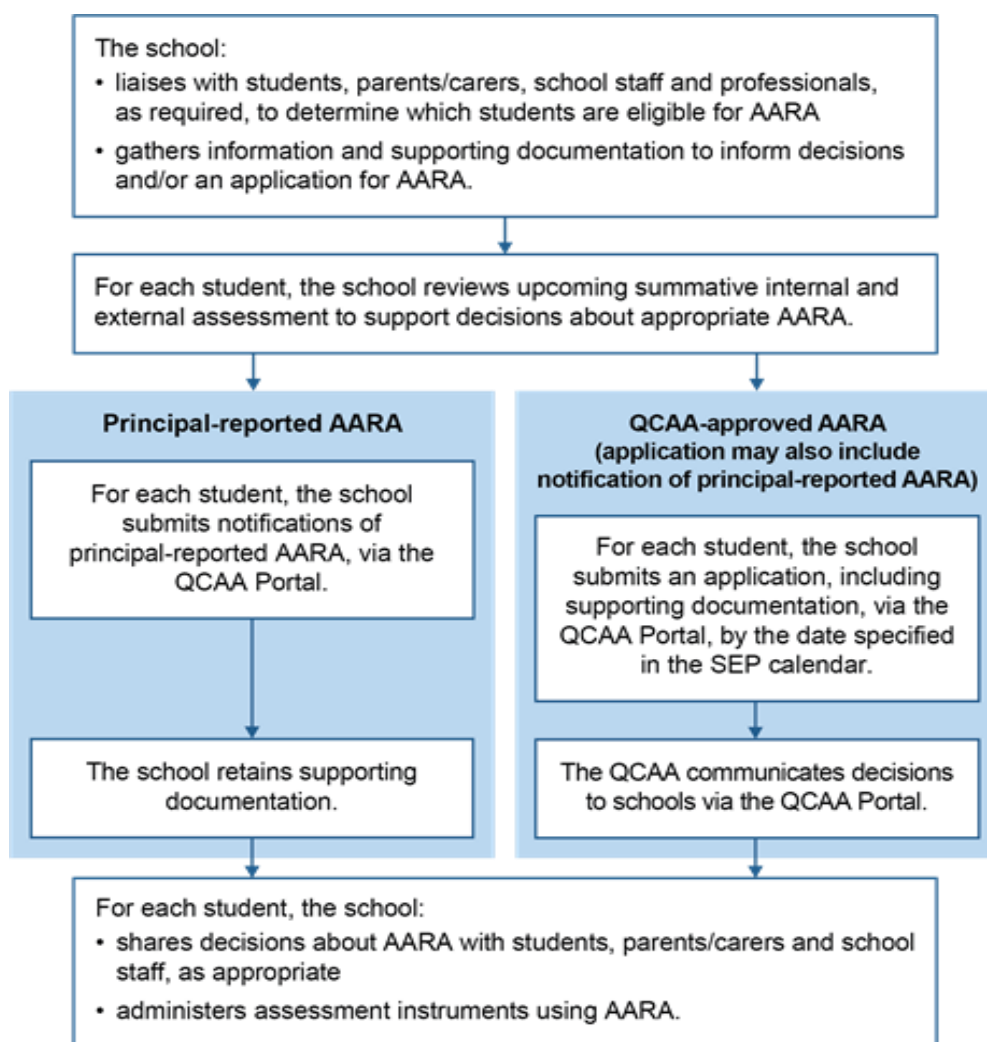 The school:
• liaises with students, parents/carers, school staff and professionals,
as required, to determine which students are eligible for AARA
• gathers information and supporting documentation to inform decisions
and/or an application for AARA.
For each student, the school reviews upcoming summative internal and
external assessment to support decisions about appropriate AARA.
Principal-reported AARA
For each student, the school
submits notifications of
principal-reported AARA, via the
QCAA Portal.
The school retains supporting
documentation.
QCAA-approved AARA
(application may also include
notification of principal-reported AARA)
For each student, the school
submits an application, including
supporting documentation, via the
QCAA Portal, by the date specified
in the SEP calendar.
The QCAA communicates decisions
to schools via the QCAA Portal.
For each student, the school:
• shares decisions about AARA with students, parents/carers and school
staff, as appropriate
• administers assessment instruments using AARA.